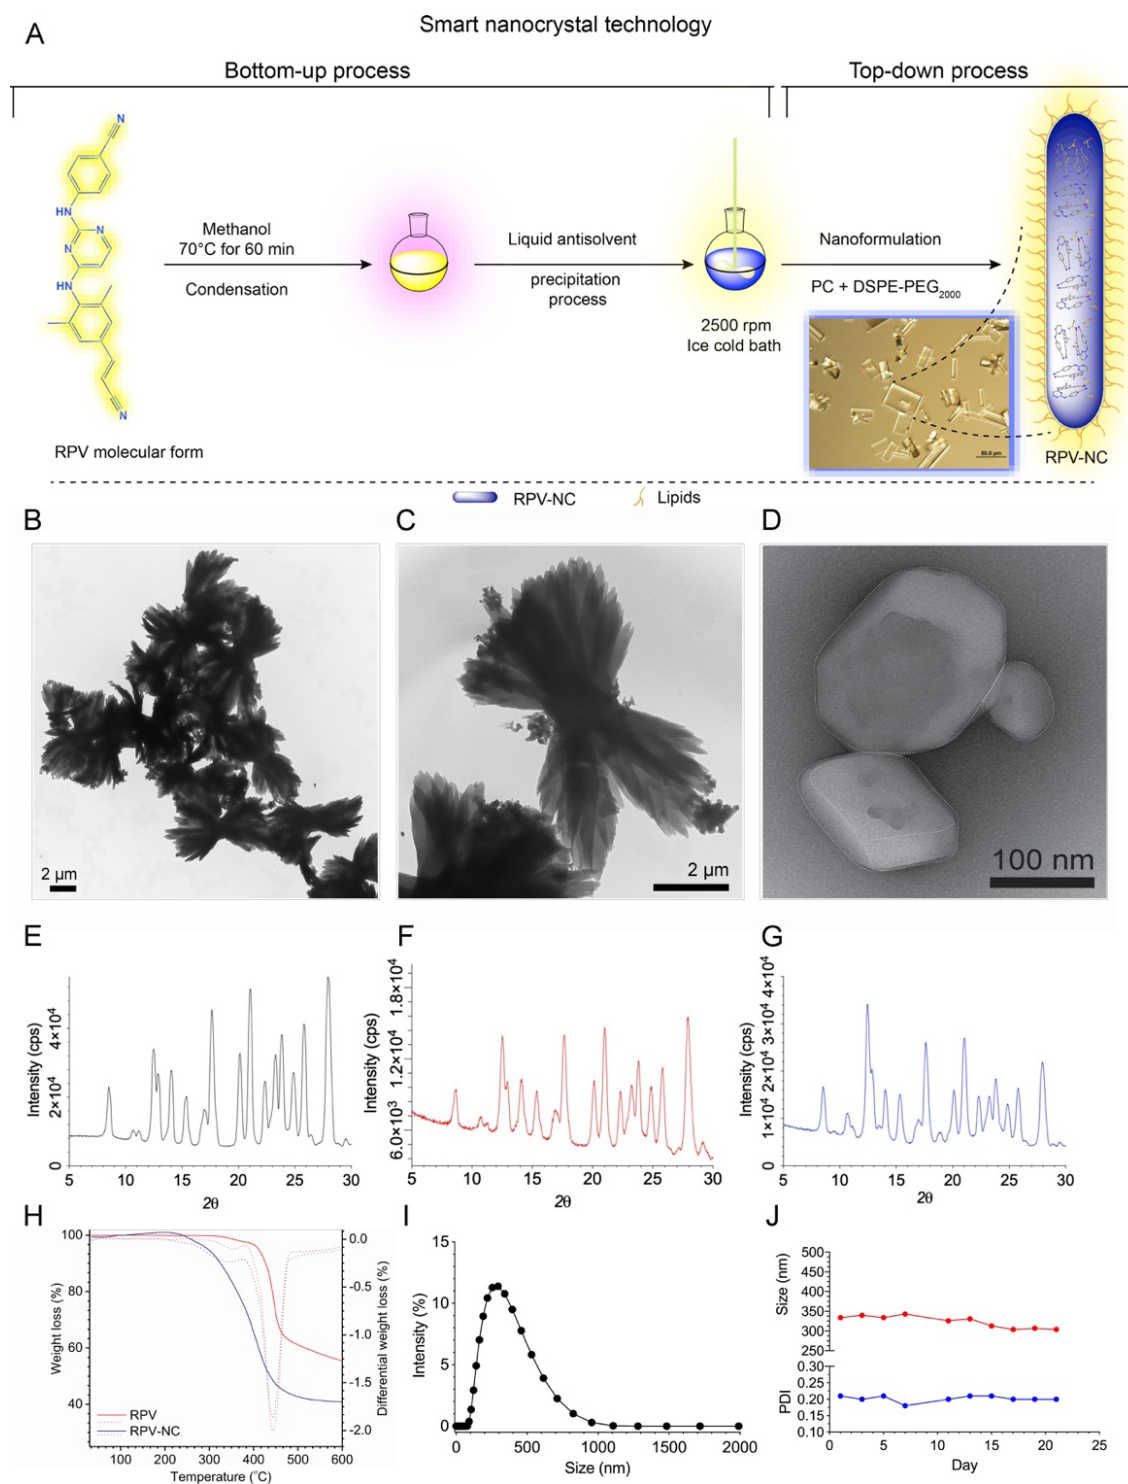 A
Smart nanocrystal technology
Bottom-up process
Top-down process
N
HN
N
N
HN
N
RPV molecular form
Methanol
70°C for 60 min
Condensation
Liquid antisolvent
precipitation
process
2500 rpm
Ice cold bath
Nanoformulation
PC + DSPE-PEG2000
50.0 µm
RPV-NC
RPV-NC
Lipids
B
2 µm
C
2 µm
D
100 nm
E
Intensity (cps)
0
2×10⁴
4×10⁴
5 10 15 20 25 30
2θ
F
Intensity (cps)
6.0×10³
1.2×10⁴
1.8×10⁴
5 10 15 20 25 30
2θ
G
Intensity (cps)
0
1×10⁴
2×10⁴
3×10⁴
4×10⁴
5 10 15 20 25 30
2θ
H
Weight loss (%)
100
80
60
40
Differential weight loss (%)
0.0
-0.5
-1.0
-1.5
-2.0
RPV
RPV-NC
100 200 300 400 500 600
Temperature (°C)
I
Intensity (%)
15
10
5
0
0 500 1000 1500 2000
Size (nm)
J
Size (nm)
500
450
400
350
300
250
PDI
0.30
0.25
0.20
0.15
0.10
0 5 10 15 20 25
Day